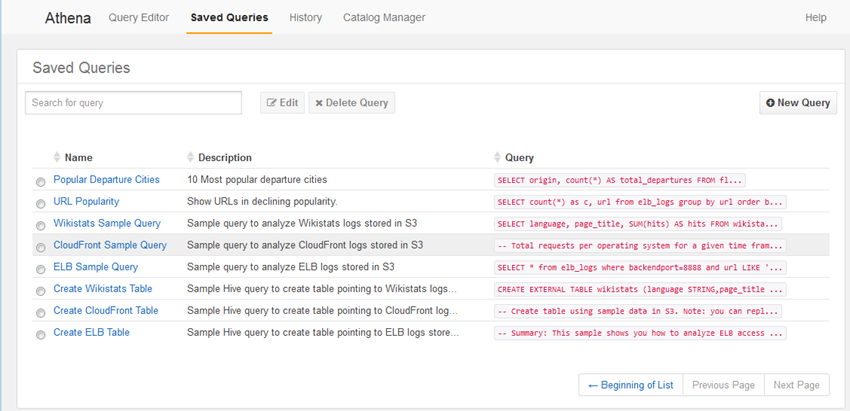 Athena Query Editor Saved Queries History Catalog Manager Help
Saved Queries
Search for query Edit Delete Query New Query
Name Description Query
Popular Departure Cities 10 Most popular departure cities SELECT origin, count(*) AS total_departures FROM fl...
URL Popularity Show URLs in declining popularity. SELECT count(*) as c, url from elb_logs group by url order b...
Wikistats Sample Query Sample query to analyze Wikistats logs stored in S3 SELECT language, page_title, SUM(hits) AS hits FROM wikista...
CloudFront Sample Query Sample query to analyze CloudFront logs stored in S3 -- Total requests per operating system for a given time fram...
ELB Sample Query Sample query to analyze ELB logs stored in S3 SELECT * from elb_logs where backendport=8888 and url LIKE '...
Create Wikistats Table Sample Hive query to create table pointing to Wikistats logs... CREATE EXTERNAL TABLE wikistats (language STRING,page_title ...
Create CloudFront Table Sample Hive query to create table pointing to CloudFront log... -- Create table using sample data in S3. Note: you can repl...
Create ELB Table Sample Hive query to create table pointing to ELB logs store... -- Summary: This sample shows you how to analyze ELB access ...
← Beginning of List Previous Page Next Page